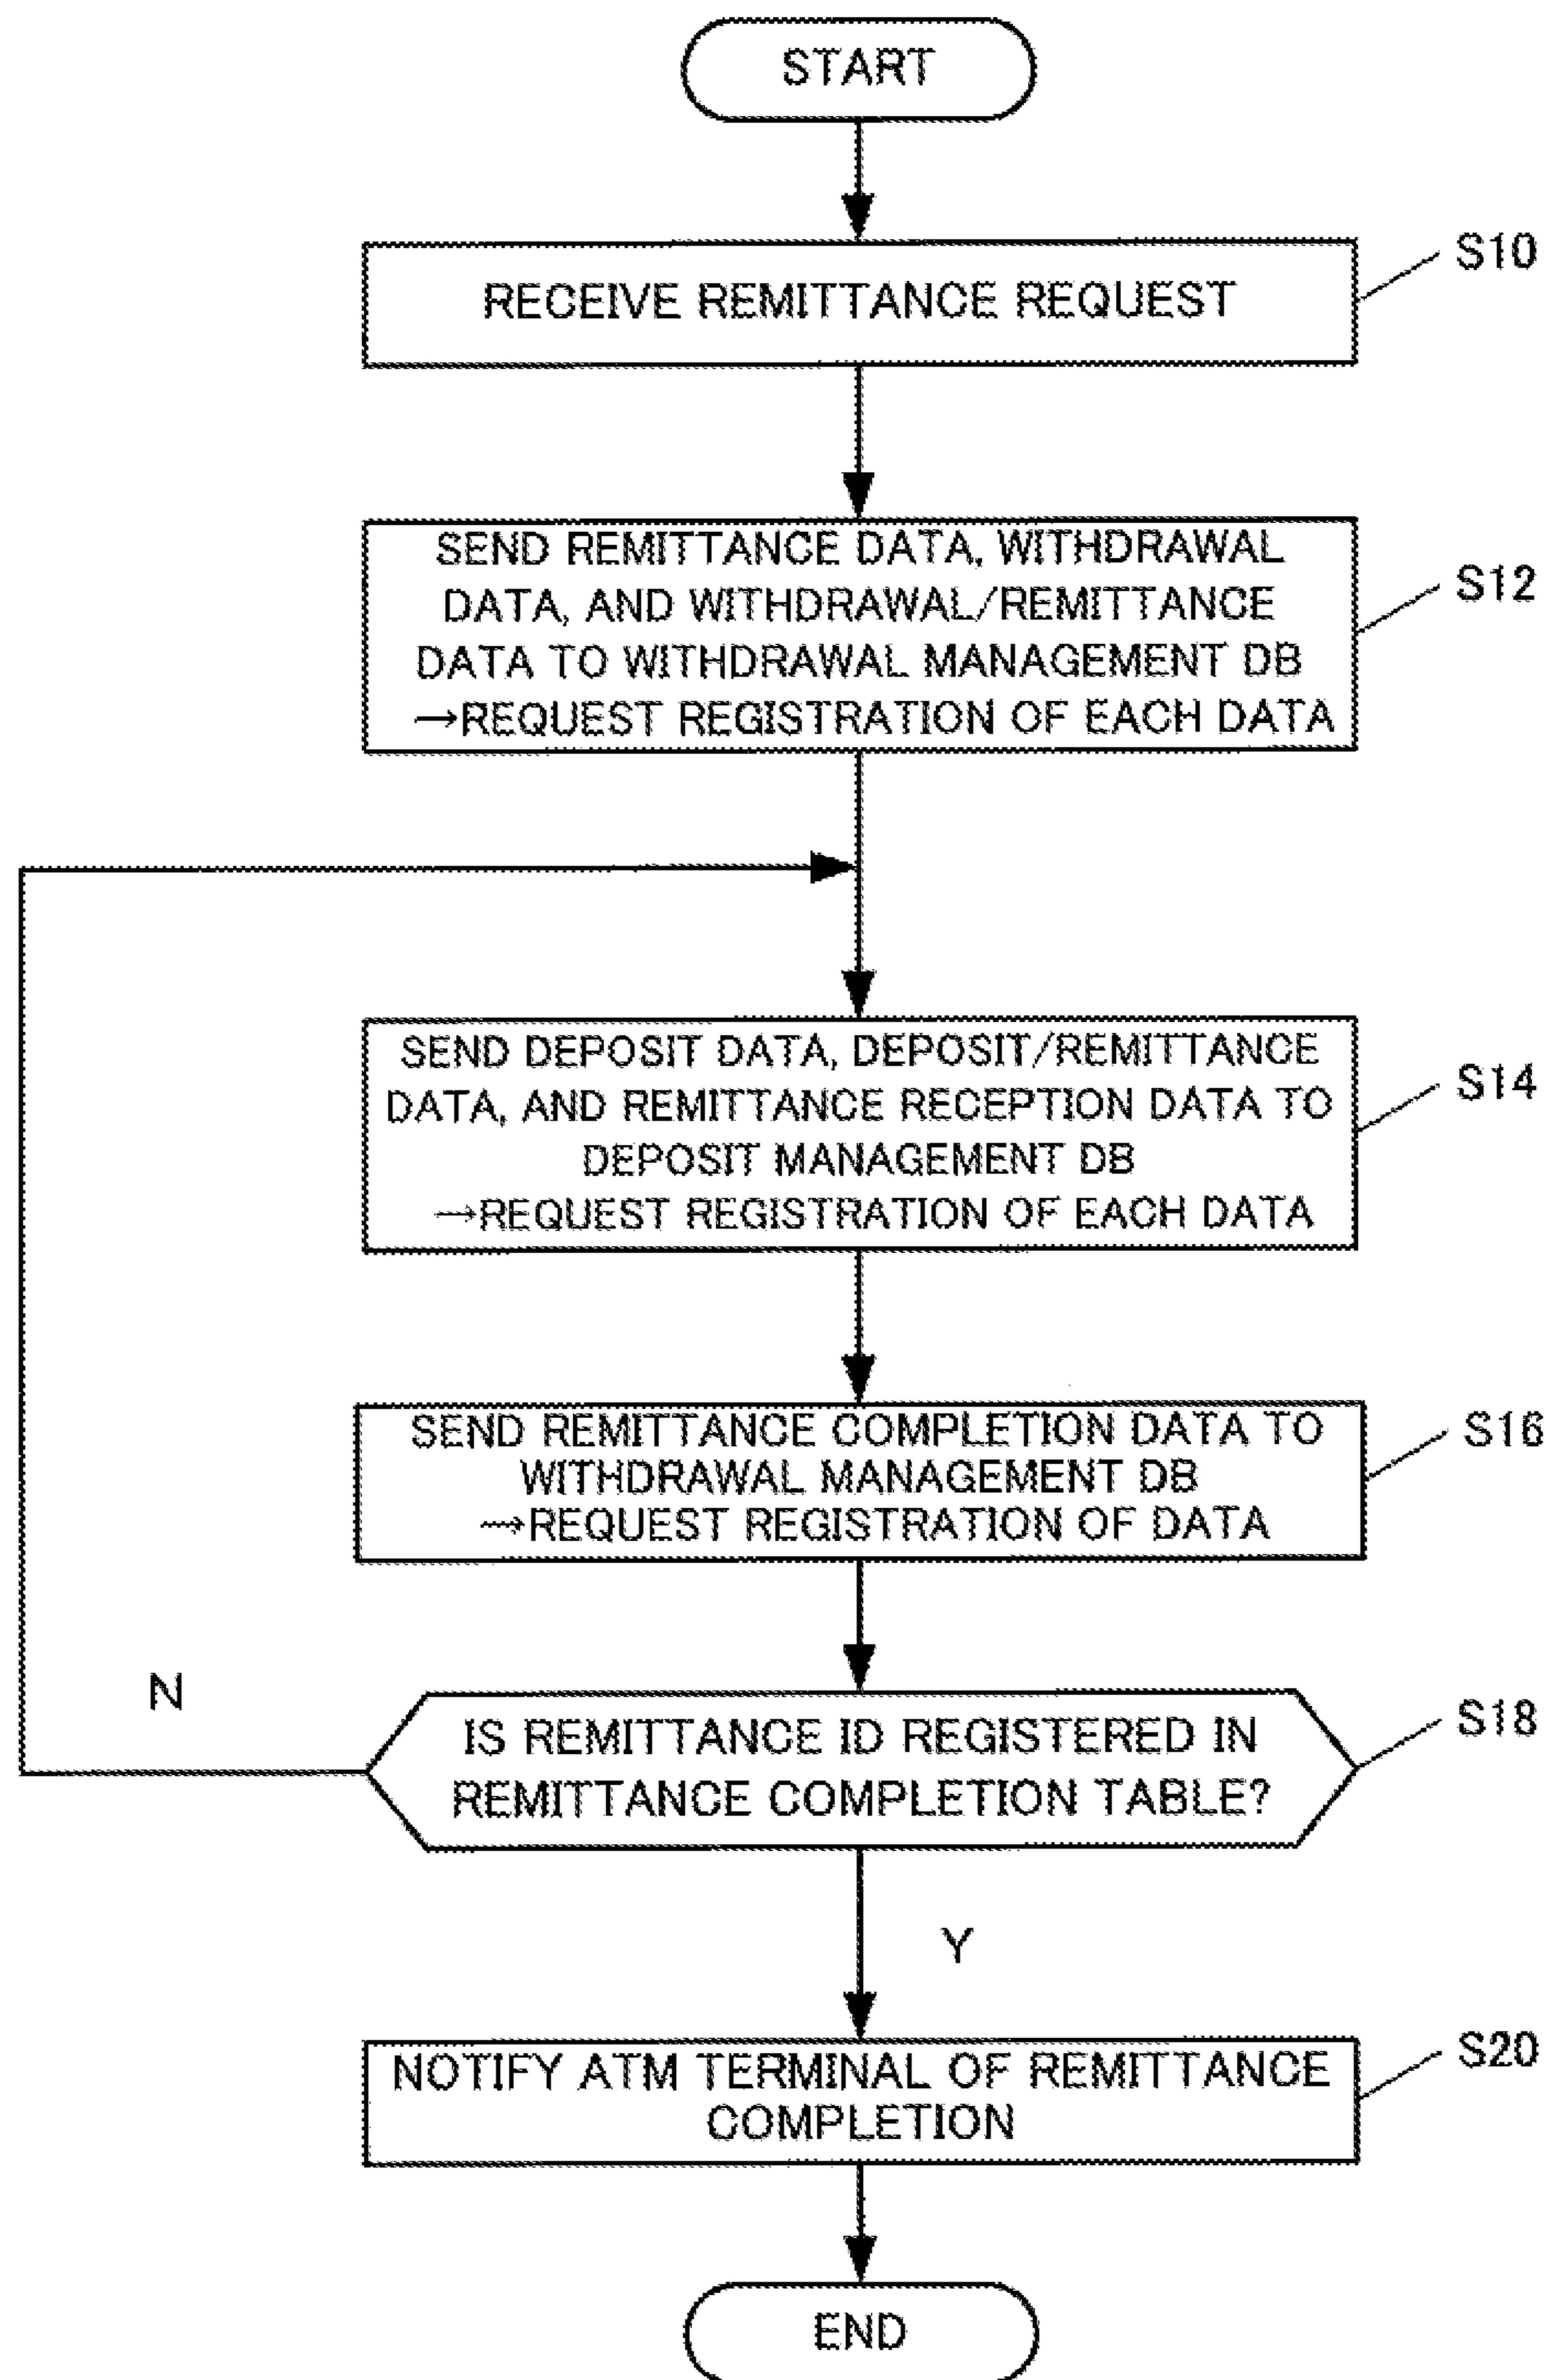 START
RECEIVE REMITTANCE REQUEST
S10
SEND REMITTANCE DATA, WITHDRAWAL
DATA, AND WITHDRAWAL/REMITTANCE
DATA TO WITHDRAWAL MANAGEMENT DB
→REQUEST REGISTRATION OF EACH DATA
S12
SEND DEPOSIT DATA, DEPOSIT/REMITTANCE
DATA, AND REMITTANCE RECEPTION DATA TO
DEPOSIT MANAGEMENT DB
→REQUEST REGISTRATION OF EACH DATA
S14
SEND REMITTANCE COMPLETION DATA TO
WITHDRAWAL MANAGEMENT DB
→REQUEST REGISTRATION OF DATA
S16
N
IS REMITTANCE ID REGISTERED IN
REMITTANCE COMPLETION TABLE?
S18
Y
NOTIFY ATM TERMINAL OF REMITTANCE
COMPLETION
S20
END